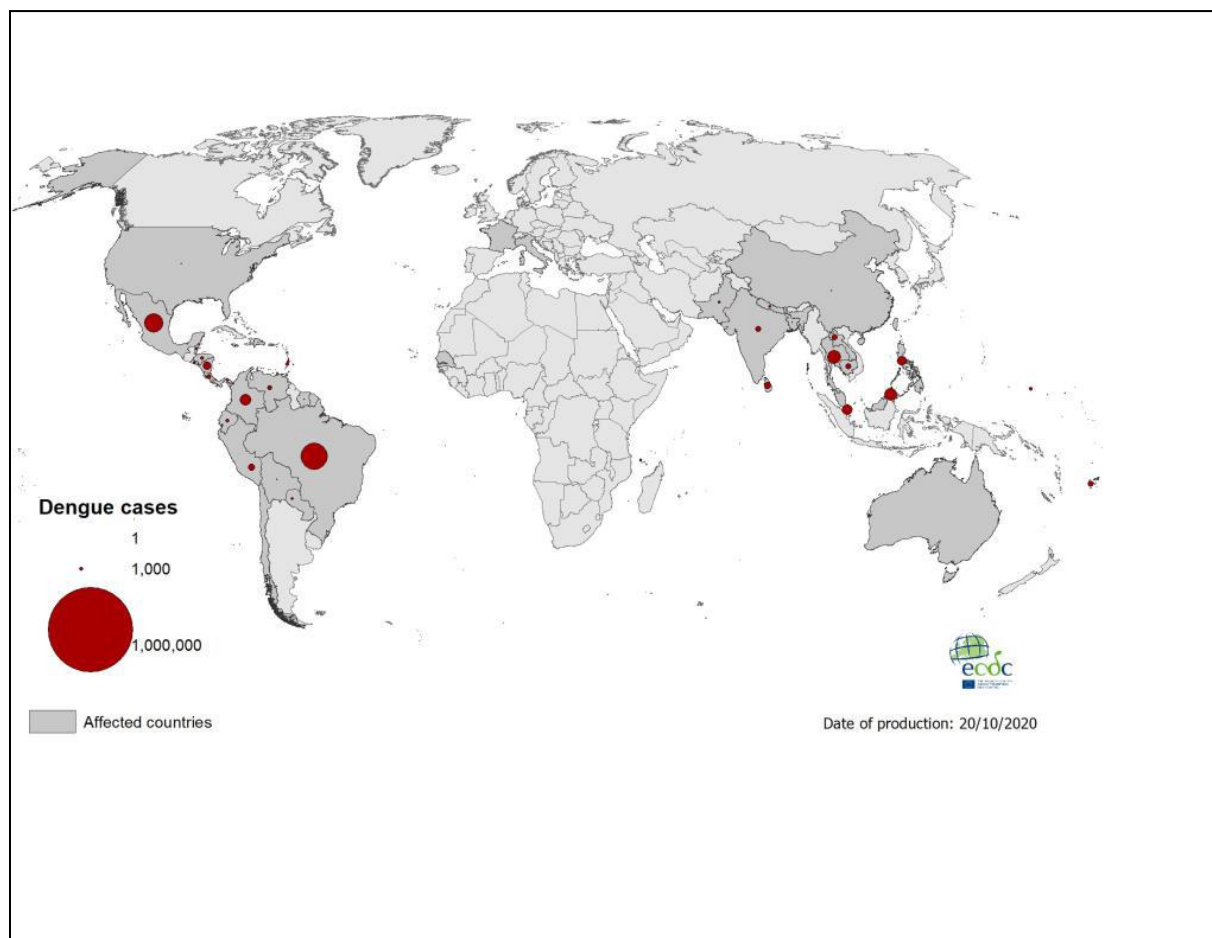 Dengue cases
1
1,000
1,000,000
ecdc
Affected countries
Date of production: 20/10/2020